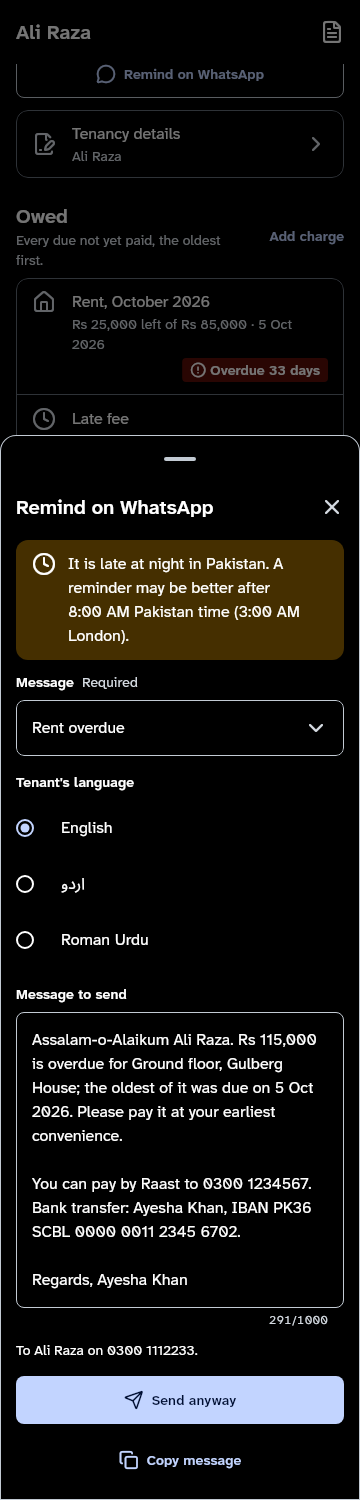 Ali Raza
Remind on WhatsApp
Tenancy details
Ali Raza
Owed
Every due not yet paid, the oldest
first.
Add charge
Rent, October 2026
Rs 25,000 left of Rs 85,000 · 5 Oct
2026
Overdue 33 days
Late fee
Remind on WhatsApp
It is late at night in Pakistan. A
reminder may be better after
8:00 AM Pakistan time (3:00 AM
London).
Message Required
Rent overdue
Tenant's language
English
اردو
Roman Urdu
Message to send
Assalam-o-Alaikum Ali Raza. Rs 115,000
is overdue for Ground floor, Gulberg
House; the oldest of it was due on 5 Oct
2026. Please pay it at your earliest
convenience.
You can pay by Raast to 0300 1234567.
Bank transfer: Ayesha Khan, IBAN PK36
SCBL 0000 0011 2345 6702.
Regards, Ayesha Khan
291/1000
To Ali Raza on 0300 1112233.
Send anyway
Copy message